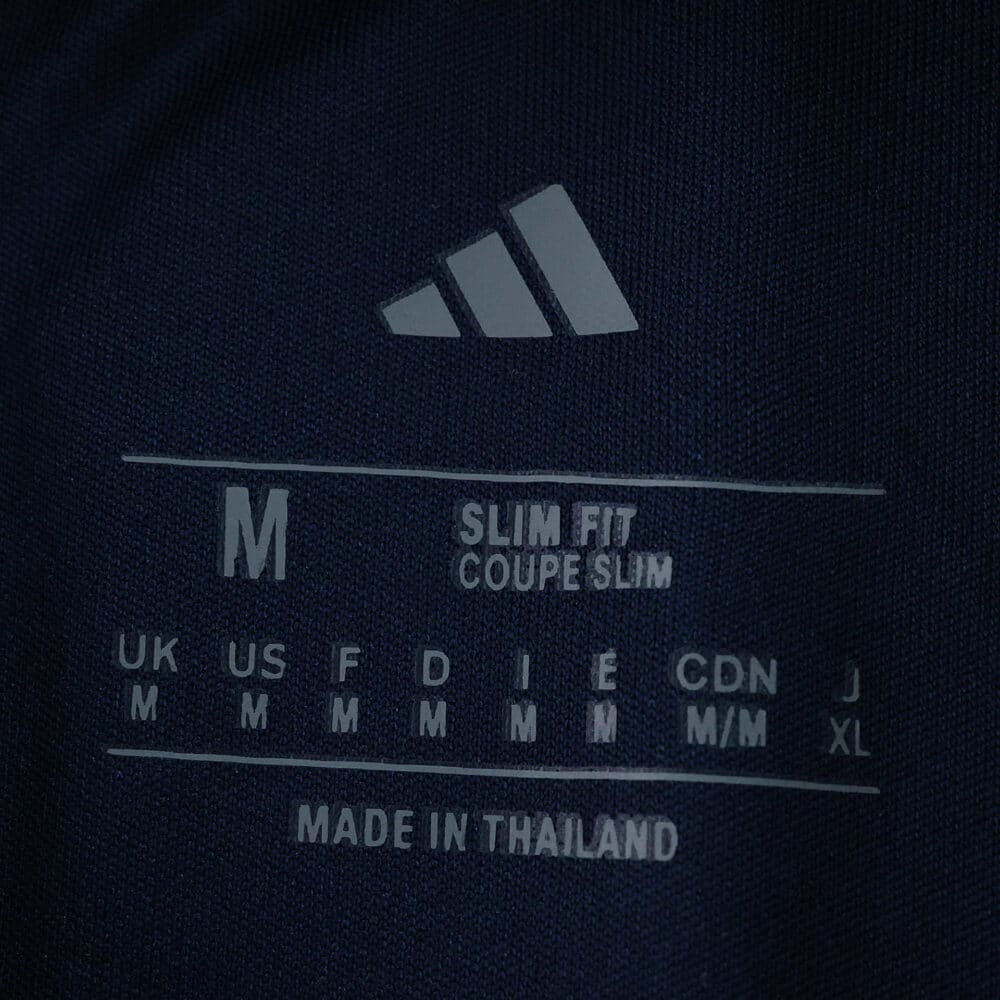 M SLIM FIT
COUPE SLIM
UK US F D I E CDN J
M M M M M M M/M XL
MADE IN THAILAND